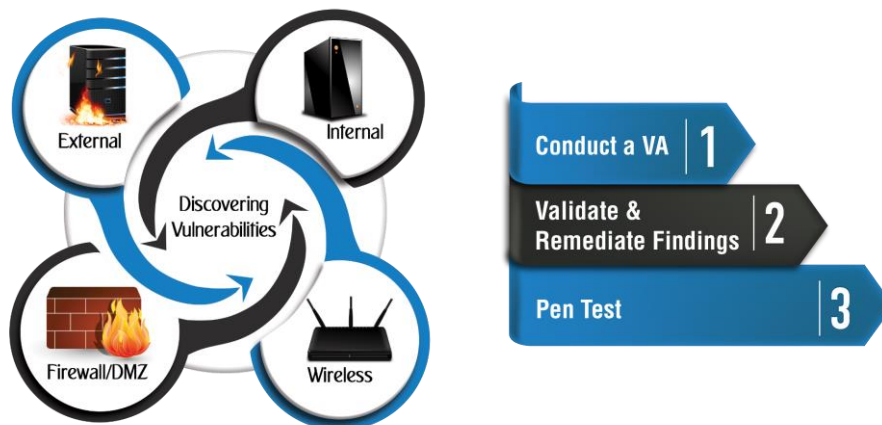 External
Internal
Discovering
Vulnerabilities
Firewall/DMZ
Wireless
Conduct a VA 1
Validate &
Remediate Findings 2
Pen Test 3